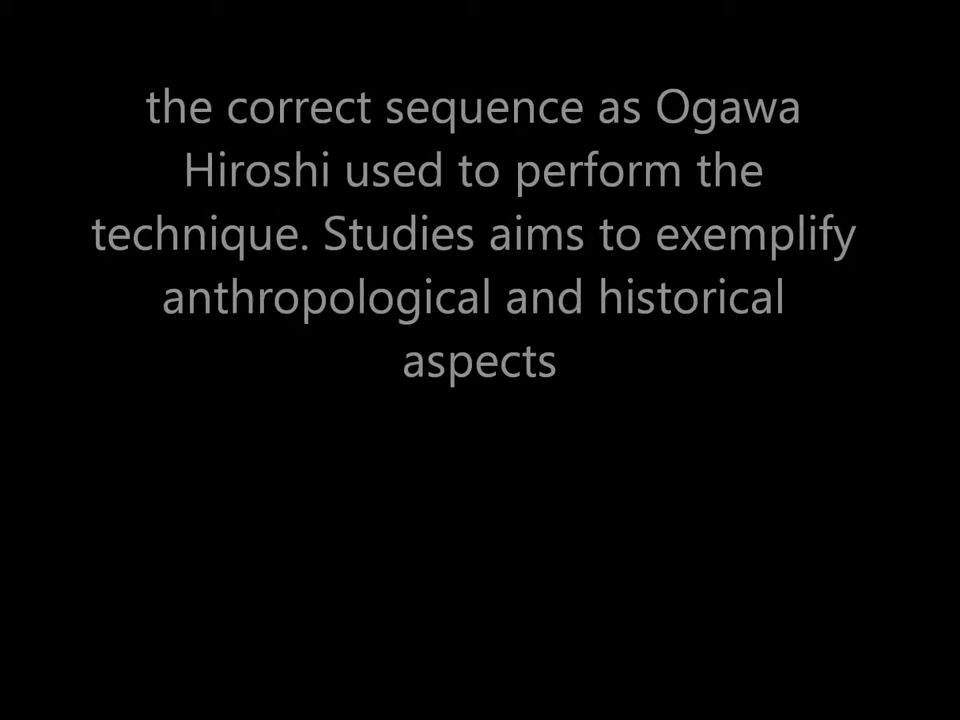 the correct sequence as Ogawa
Hiroshi used to perform the
technique. Studies aims to exemplify
anthropological and historical
aspects